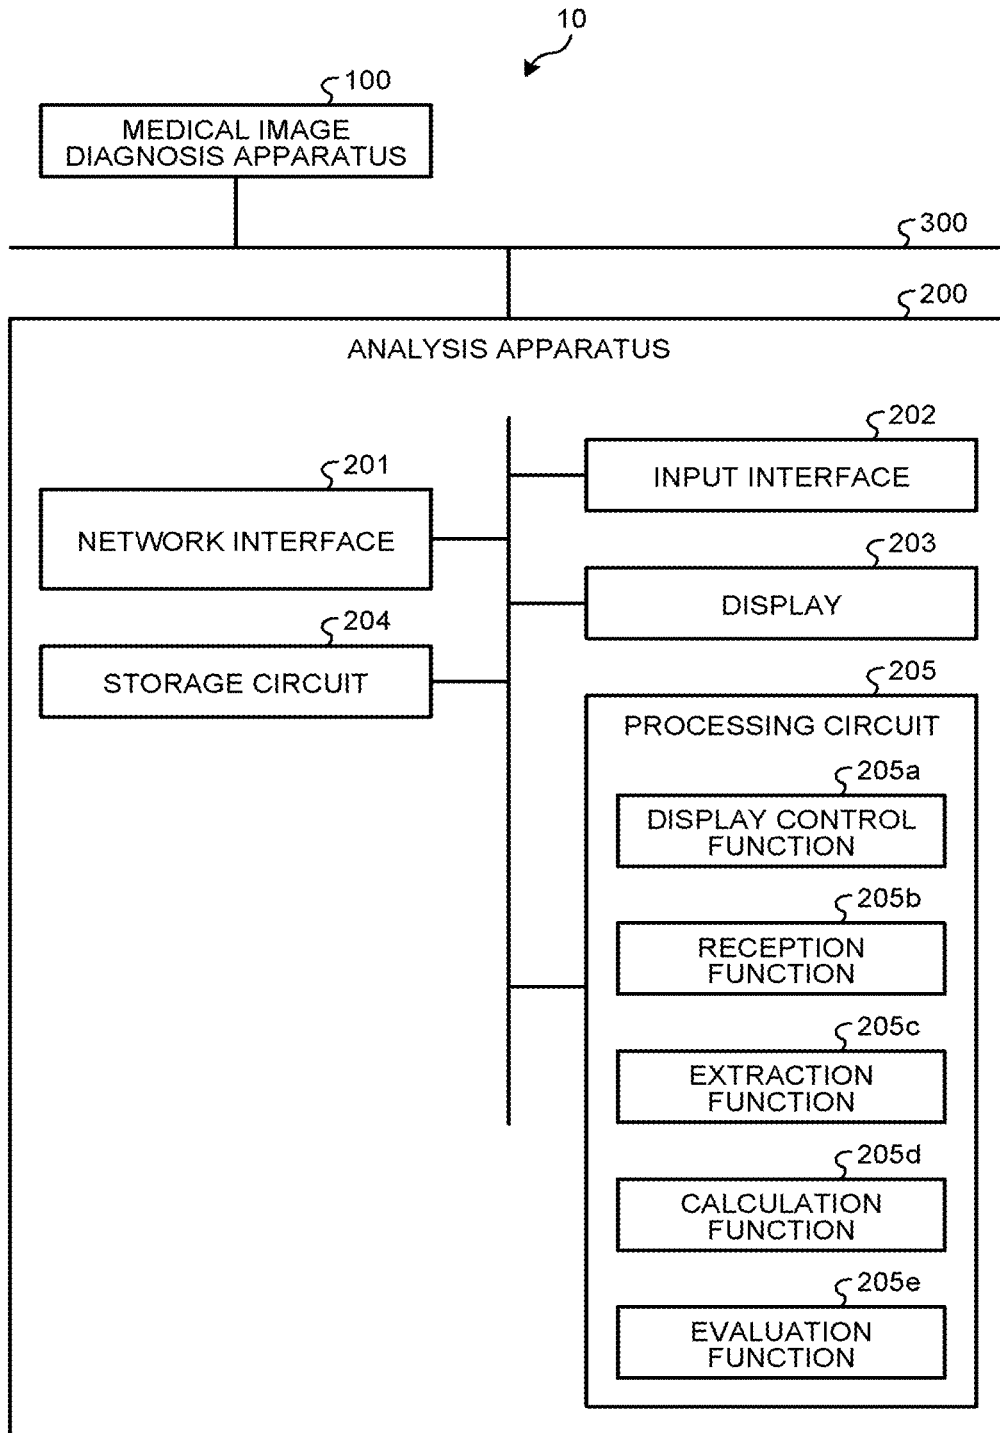 10
100
MEDICAL IMAGE
DIAGNOSIS APPARATUS
300
200
ANALYSIS APPARATUS
202
INPUT INTERFACE
201
NETWORK INTERFACE
203
DISPLAY
204
STORAGE CIRCUIT
205
PROCESSING CIRCUIT
205a
DISPLAY CONTROL
FUNCTION
205b
RECEPTION
FUNCTION
205c
EXTRACTION
FUNCTION
205d
CALCULATION
FUNCTION
205e
EVALUATION
FUNCTION